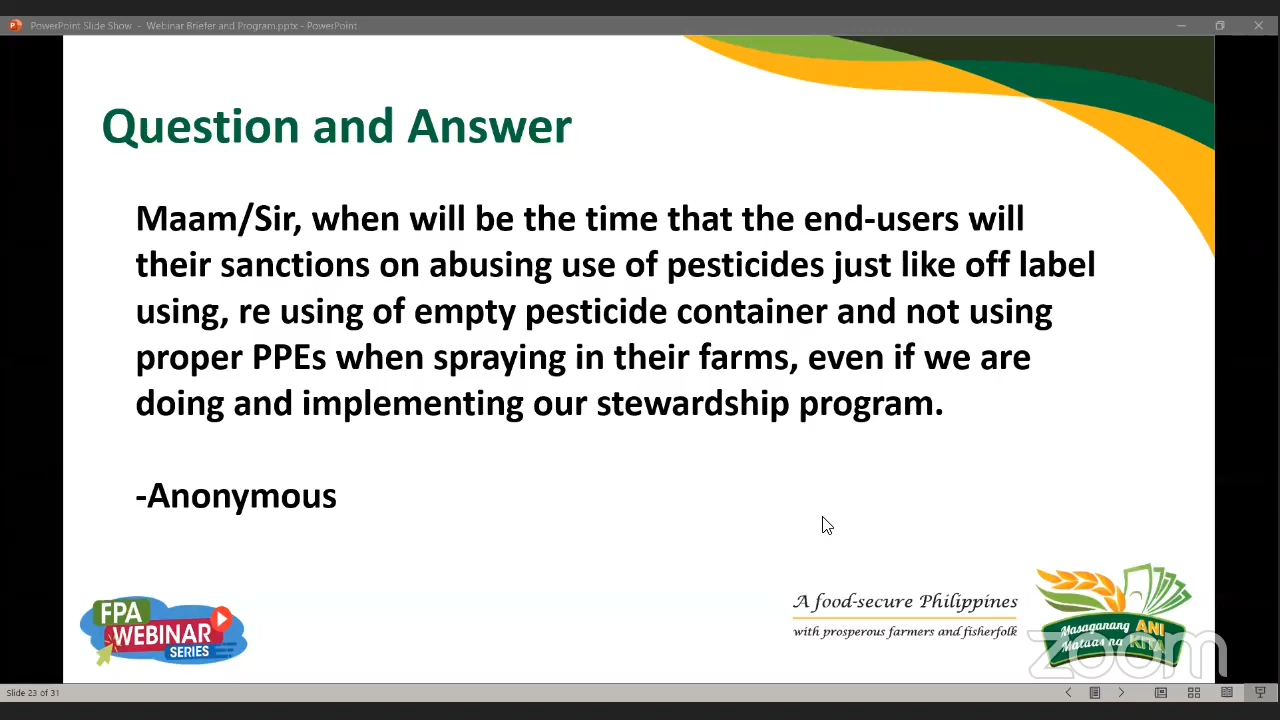 PowerPoint Slide Show - Webinar Briefer and Program.pptx - PowerPoint
Question and Answer
Maam/Sir, when will be the time that the end-users will
their sanctions on abusing use of pesticides just like off label
using, re using of empty pesticide container and not using
proper PPEs when spraying in their farms, even if we are
doing and implementing our stewardship program.
-Anonymous
FPA
WEBINAR
SERIES
A food-secure Philippines
with prosperous farmers and fisherfolk
Masaganang ANI
Mataas na KITA
zoom
Slide 23 of 31